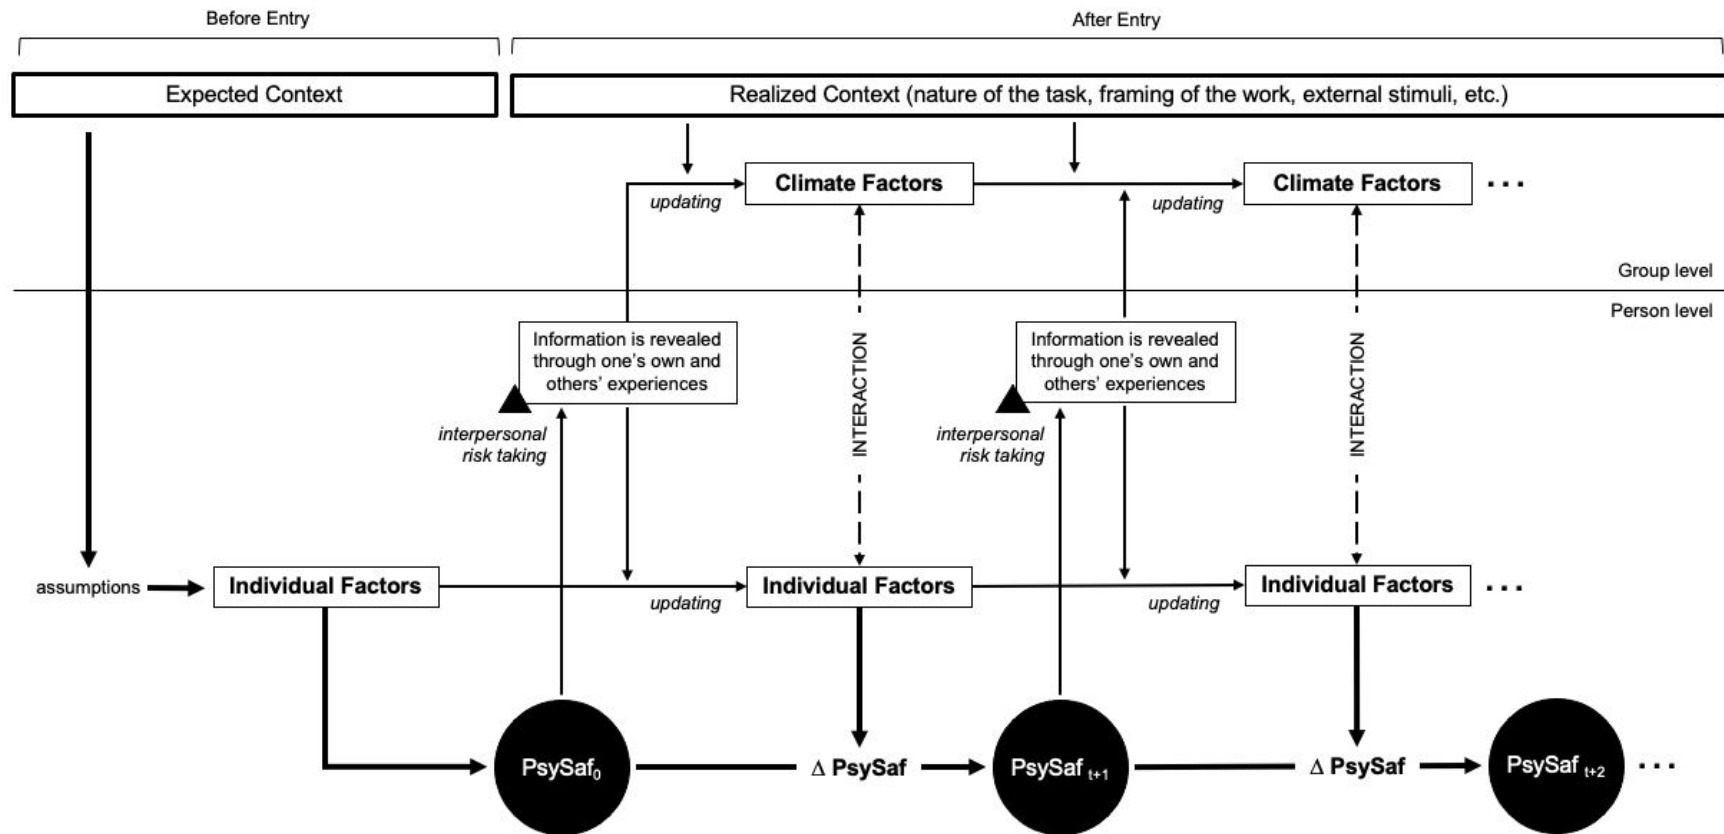 Before Entry
After Entry
Expected Context
Realized Context (nature of the task, framing of the work, external stimuli, etc.)
Climate Factors
Climate Factors
...
updating
updating
Group level
Person level
Information is revealed
through one's own and
others' experiences
Information is revealed
through one's own and
others' experiences
INTERACTION
INTERACTION
interpersonal
risk taking
interpersonal
risk taking
assumptions
Individual Factors
Individual Factors
Individual Factors
...
updating
updating
PsySaf₀
Δ PsySaf
PsySaf ₜ₊₁
Δ PsySaf
PsySaf ₜ₊₂
...